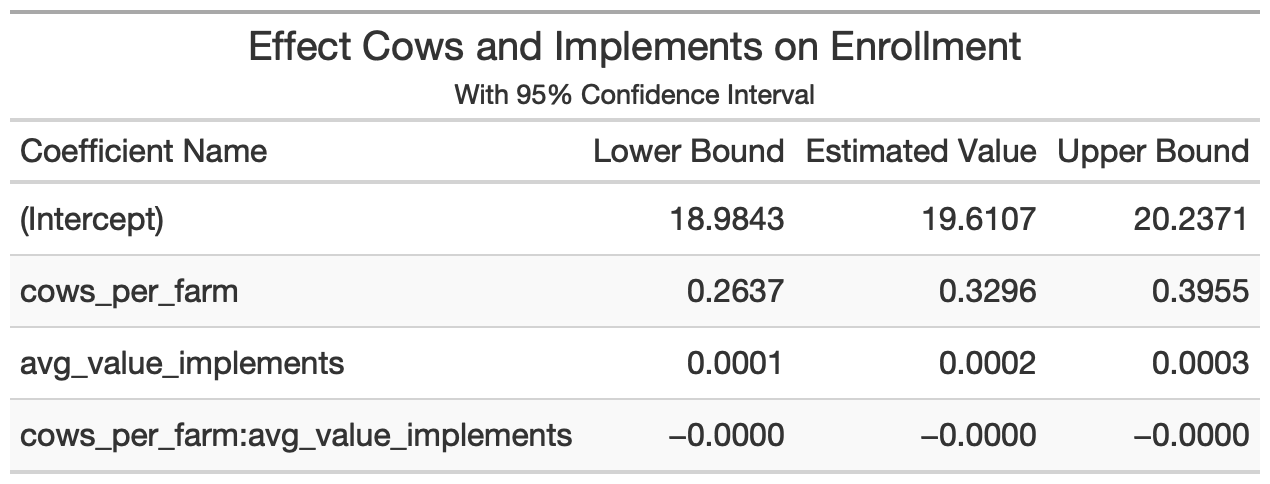 Effect Cows and Implements on Enrollment
With 95% Confidence Interval
Coefficient Name Lower Bound Estimated Value Upper Bound
(Intercept) 18.9843 19.6107 20.2371
cows_per_farm 0.2637 0.3296 0.3955
avg_value_implements 0.0001 0.0002 0.0003
cows_per_farm:avg_value_implements −0.0000 −0.0000 −0.0000